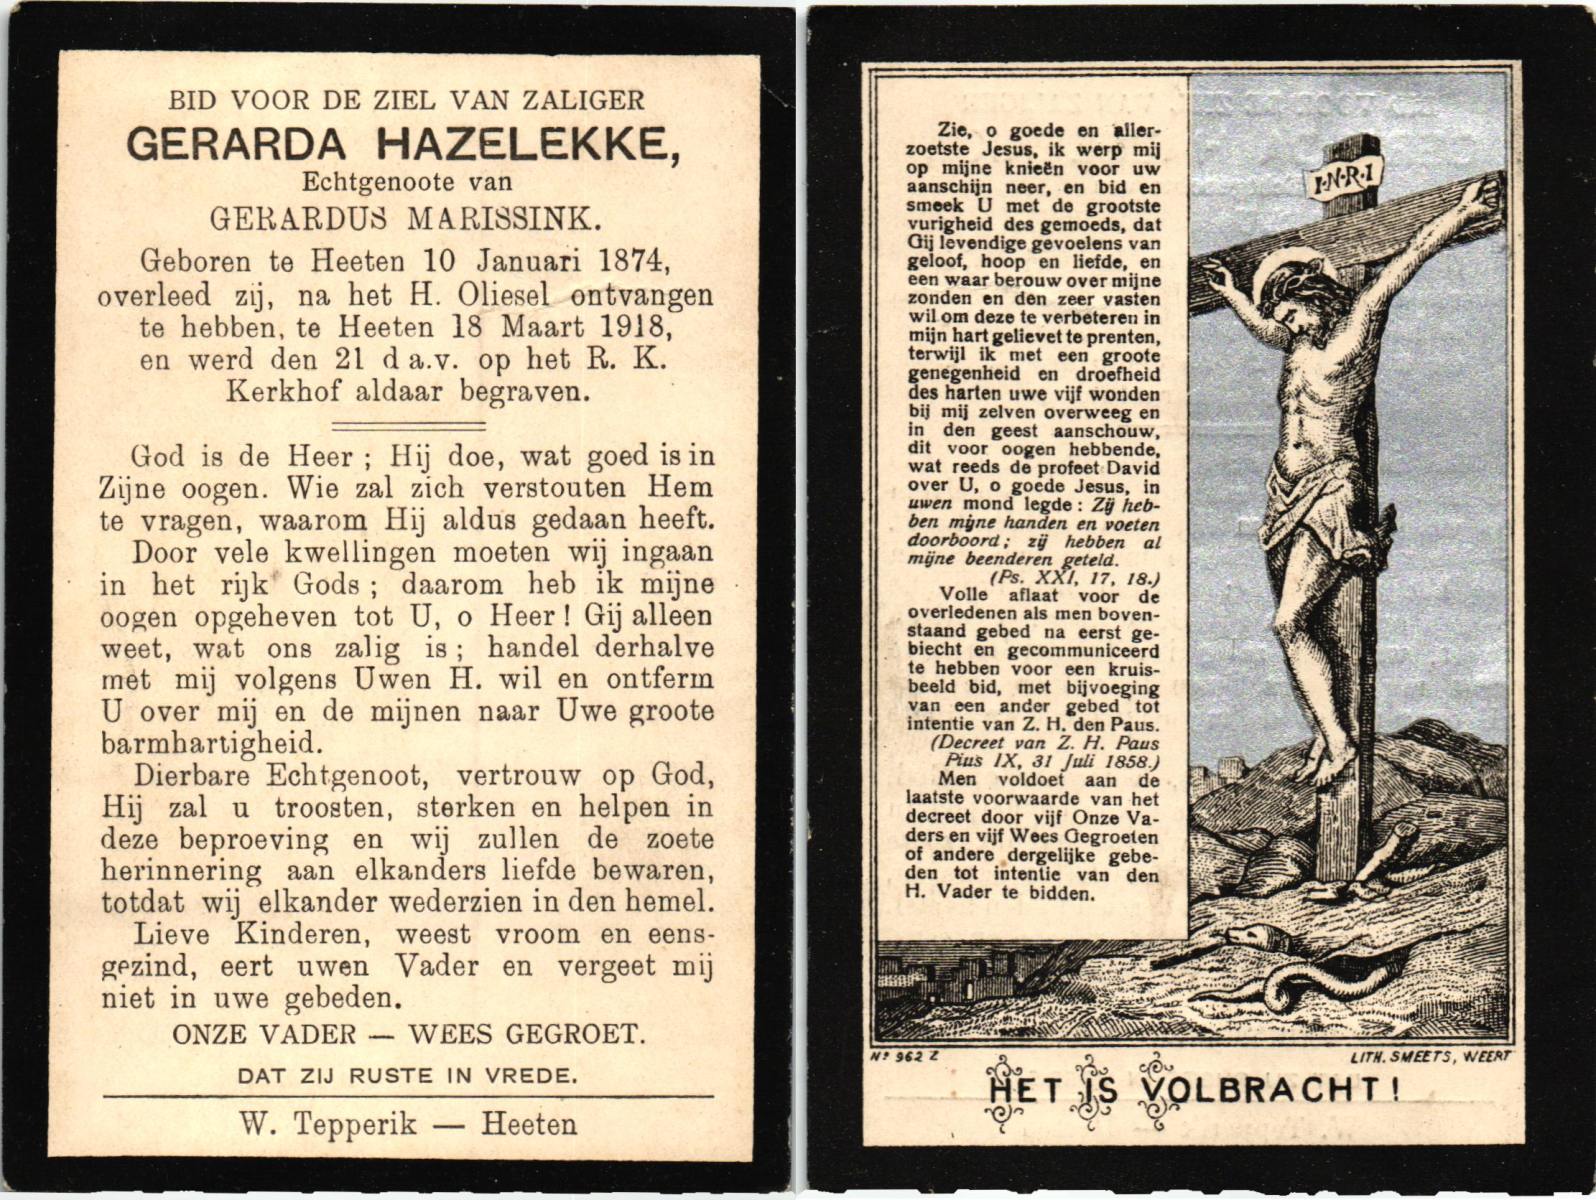 BID VOOR DE ZIEL VAN ZALIGER
GERARDA HAZELEKKE,
Echtgenoote van
GERARDUS MARISSINK.
Geboren te Heeten 10 Januari 1874,
overleed zij, na het H. Oliesel ontvangen
te hebben, te Heeten 18 Maart 1918,
en werd den 21 d a.v. op het R. K.
Kerkhof aldaar begraven.
God is de Heer ; Hij doe, wat goed is in
Zijne oogen. Wie zal zich verstouten Hem
te vragen, waarom Hij aldus gedaan heeft.
Door vele kwellingen moeten wij ingaan
in het rijk Gods ; daarom heb ik mijne
oogen opgeheven tot U, o Heer ! Gij alleen
weet, wat ons zalig is ; handel derhalve
met mij volgens Uwen H. wil en ontferm
U over mij en de mijnen naar Uwe groote
barmhartigheid.
Dierbare Echtgenoot, vertrouw op God,
Hij zal u troosten, sterken en helpen in
deze beproeving en wij zullen de zoete
herinnering aan elkanders liefde bewaren,
totdat wij elkander wederzien in den hemel.
Lieve Kinderen, weest vroom en eens-
gezind, eert uwen Vader en vergeet mij
niet in uwe gebeden.
ONZE VADER — WEES GEGROET.
DAT ZIJ RUSTE IN VREDE.
W. Tepperik — Heeten
Zie, o goede en aller-
zoetste Jesus, ik werp mij
op mijne knieën voor uw
aanschijn neer, en bid en
smeek U met de grootste
vurigheid des gemoeds, dat
Gij levendige gevoelens van
geloof, hoop en liefde, en
een waar berouw over mijne
zonden en den zeer vasten
wil om deze te verbeteren in
mijn hart gelievet te prenten,
terwijl ik met een groote
genegenheid en droefheid
des harten uwe vijf wonden
bij mij zelven overweeg en
in den geest aanschouw,
dit voor oogen hebbende,
wat reeds de profeet David
over U, o goede Jesus, in
uwen mond legde : Zij heb-
ben mijne handen en voeten
doorboord ; zij hebben al
mijne beenderen geteld.
(Ps. XXI, 17, 18.)
Volle aflaat voor de
overledenen als men boven-
staand gebed na eerst ge-
biecht en gecommuniceerd
te hebben voor een kruis-
beeld bid, met bijvoeging
van een ander gebed tot
intentie van Z. H. den Paus.
(Decreet van Z. H. Paus
Pius IX, 31 Juli 1858.)
Men voldoet aan de
laatste voorwaarde van het
decreet door vijf Onze Va-
ders en vijf Wees Gegroeten
of andere dergelijke gebe-
den tot intentie van den
H. Vader te bidden.
I.N.R.I
No 962 Z
LITH. SMEETS, WEERT
HET IS VOLBRACHT !